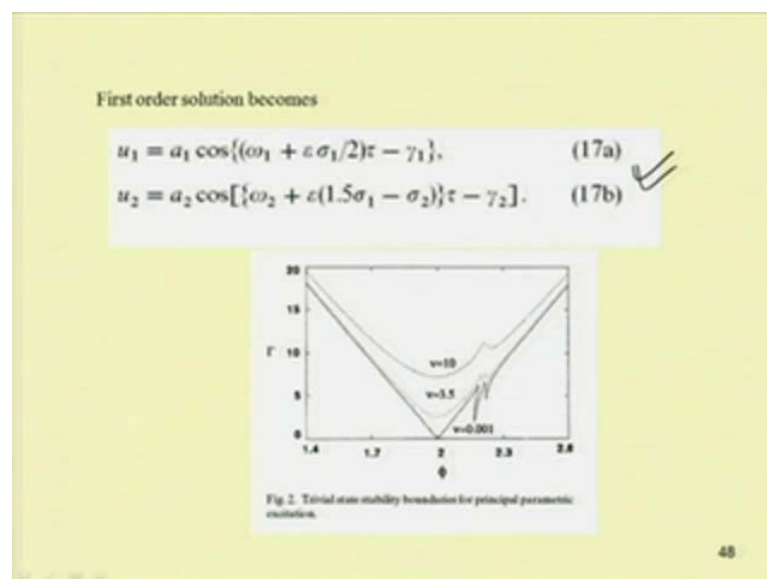 First order solution becomes
u₁ = a₁ cos{(ω₁ + ε σ₁/2)τ − γ₁}, (17a)
u₂ = a₂ cos[{ω₂ + ε(1.5σ₁ − σ₂)}τ − γ₂]. (17b)
20
15
Γ 10
5
0
ν=10
ν=3.5
ν=0.001
1.4 1.7 2 2.3 2.6
ϕ
Fig. 2. Trivial state stability boundaries for principal parametric
excitation.
48